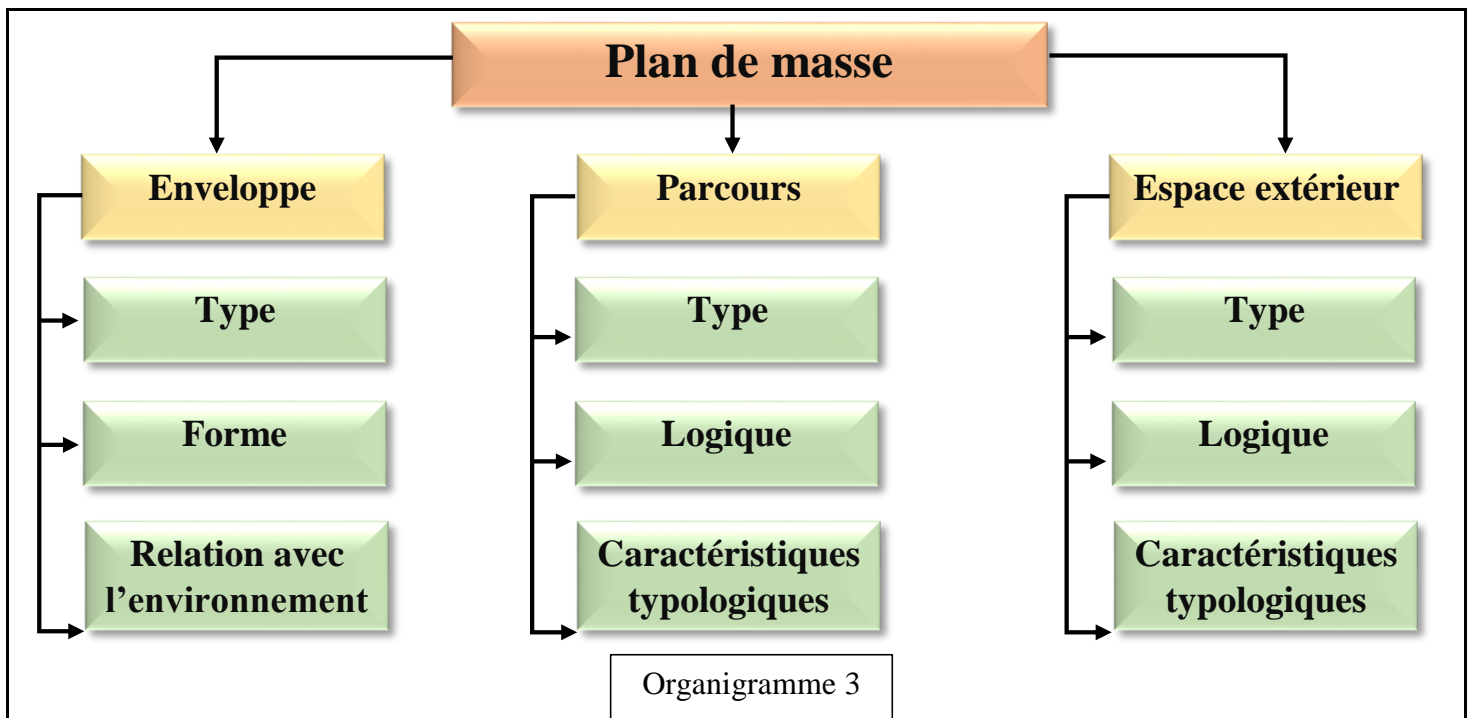 Plan de masse
Enveloppe
Type
Forme
Relation avec
l’environnement
Parcours
Type
Logique
Caractéristiques
typologiques
Espace extérieur
Type
Logique
Caractéristiques
typologiques
Organigramme 3